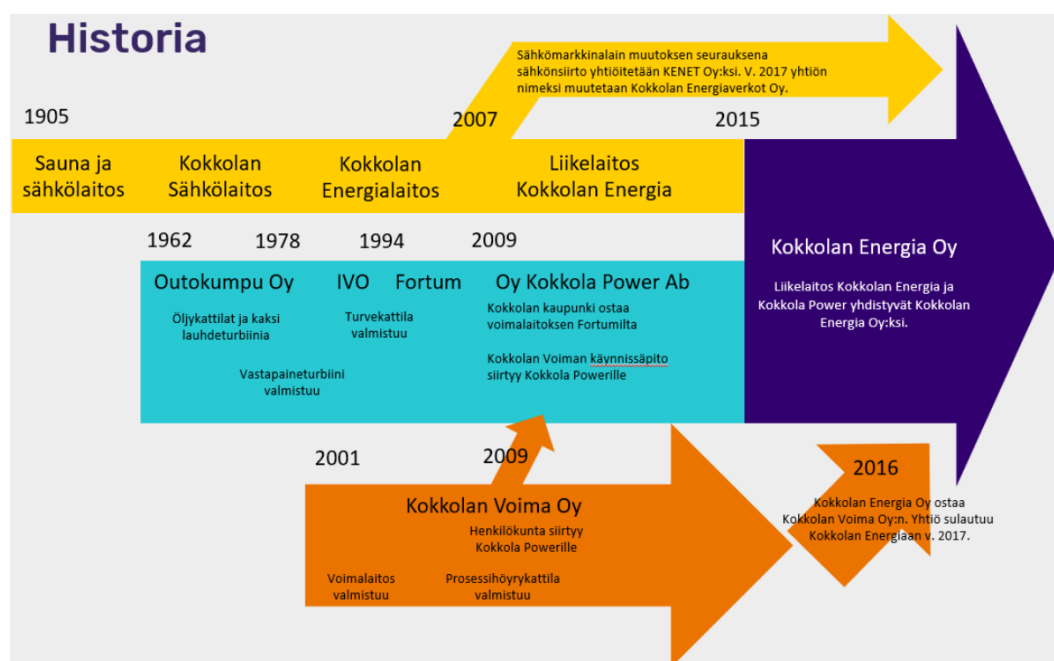 Historia
Sähkömarkkinalain muutoksen seurauksena
sähkönsiirto yhtiöitetään KENET Oy:ksi. V. 2017 yhtiön
nimeksi muutetaan Kokkolan Energiaverkot Oy.
1905
2007
2015
Sauna ja
sähkölaitos
Kokkolan
Sähkölaitos
Kokkolan
Energialaitos
Liikelaitos
Kokkolan Energia
1962
1978
1994
2009
Outokumpu Oy
IVO
Fortum
Oy Kokkola Power Ab
Öljykattilat ja kaksi
lauhdeturbiinia
Turvekattila
valmistuu
Kokkolan kaupunki ostaa
voimalaitoksen Fortumilta
Vastapaineturbiini
valmistuu
Kokkolan Voiman käynnissäpito
siirtyy Kokkola Powerille
Kokkolan Energia Oy
Liikelaitos Kokkolan Energia ja
Kokkola Power yhdistyvät Kokkolan
Energia Oy:ksi.
2001
2009
Kokkolan Voima Oy
Henkilökunta siirtyy
Kokkola Powerille
Voimalaitos
valmistuu
Prosessihöyrykattila
valmistuu
2016
Kokkolan Energia Oy ostaa
Kokkolan Voima Oy:n. Yhtiö sulautuu
Kokkolan Energiaan v. 2017.